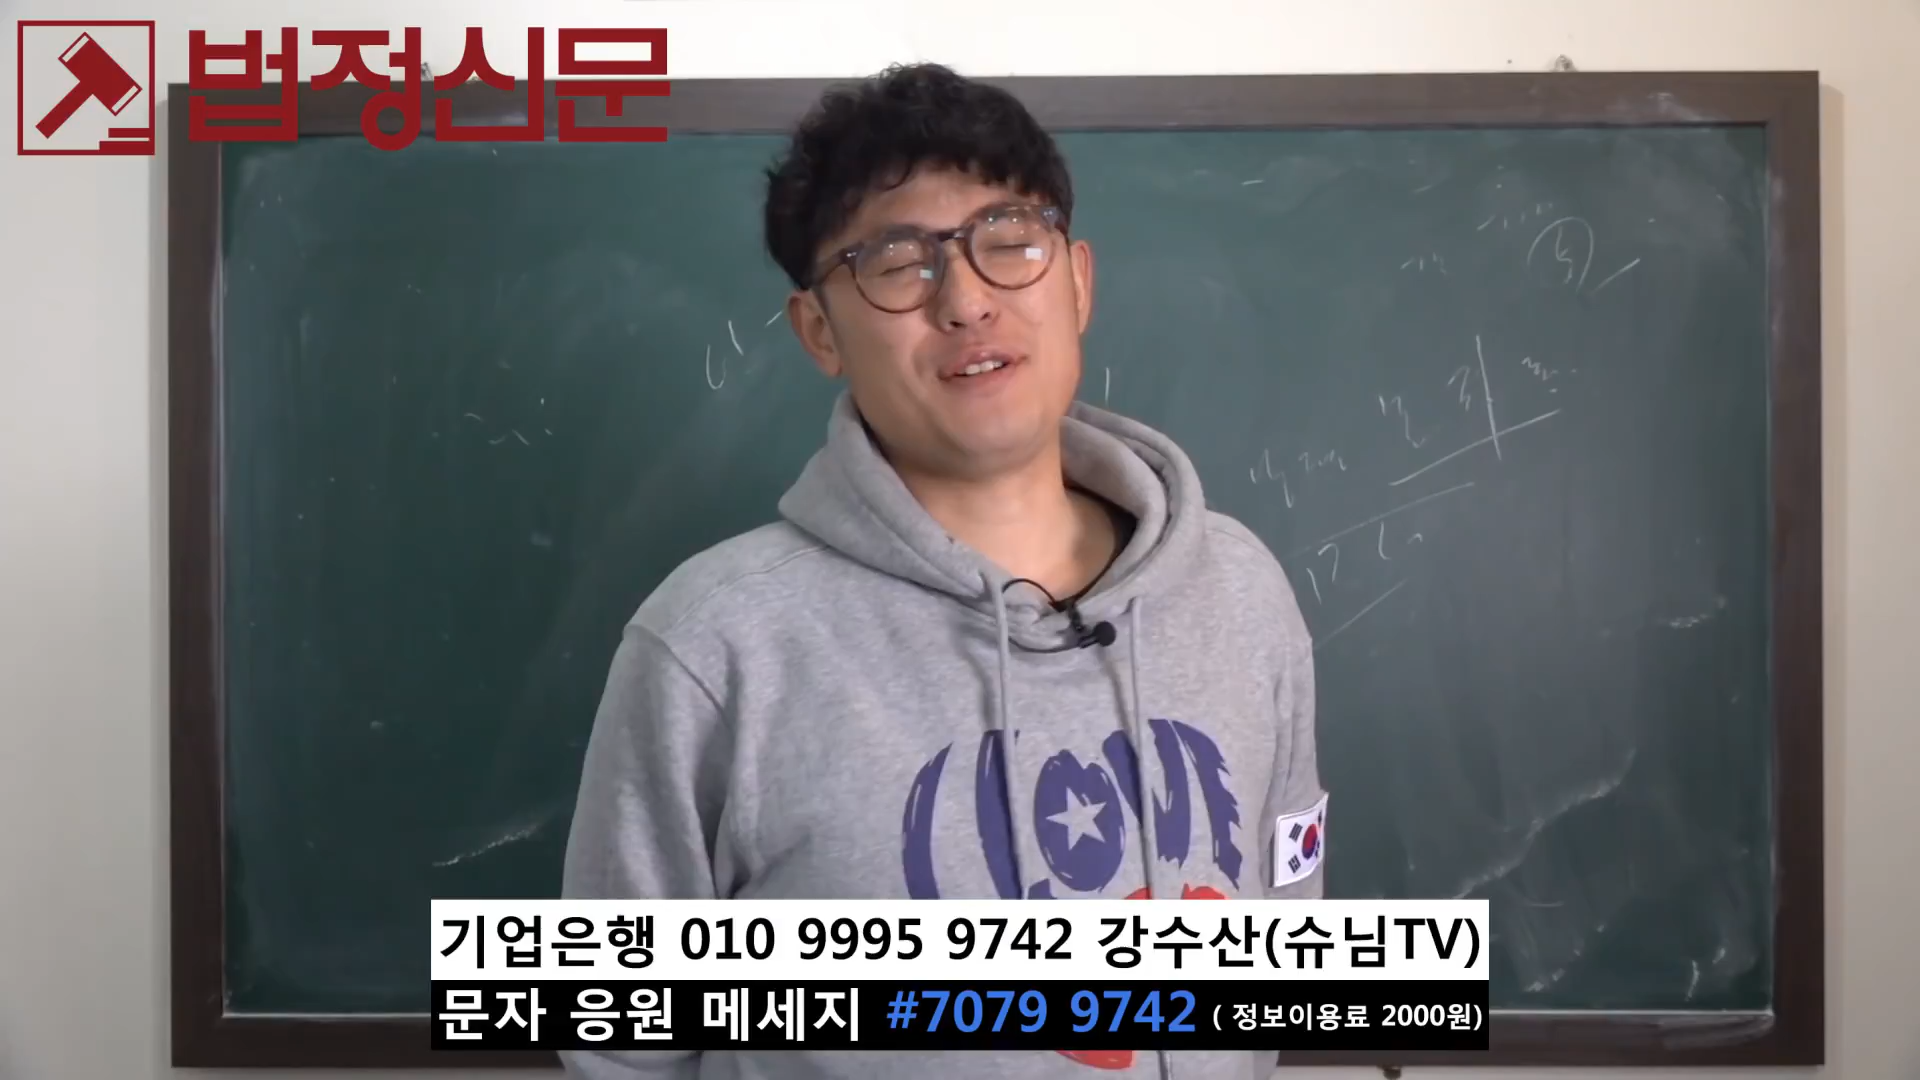 법정신문
I LOVE
기업은행 010 9995 9742 강수산(슈님TV)
문자 응원 메세지 #7079 9742 ( 정보이용료 2000원)